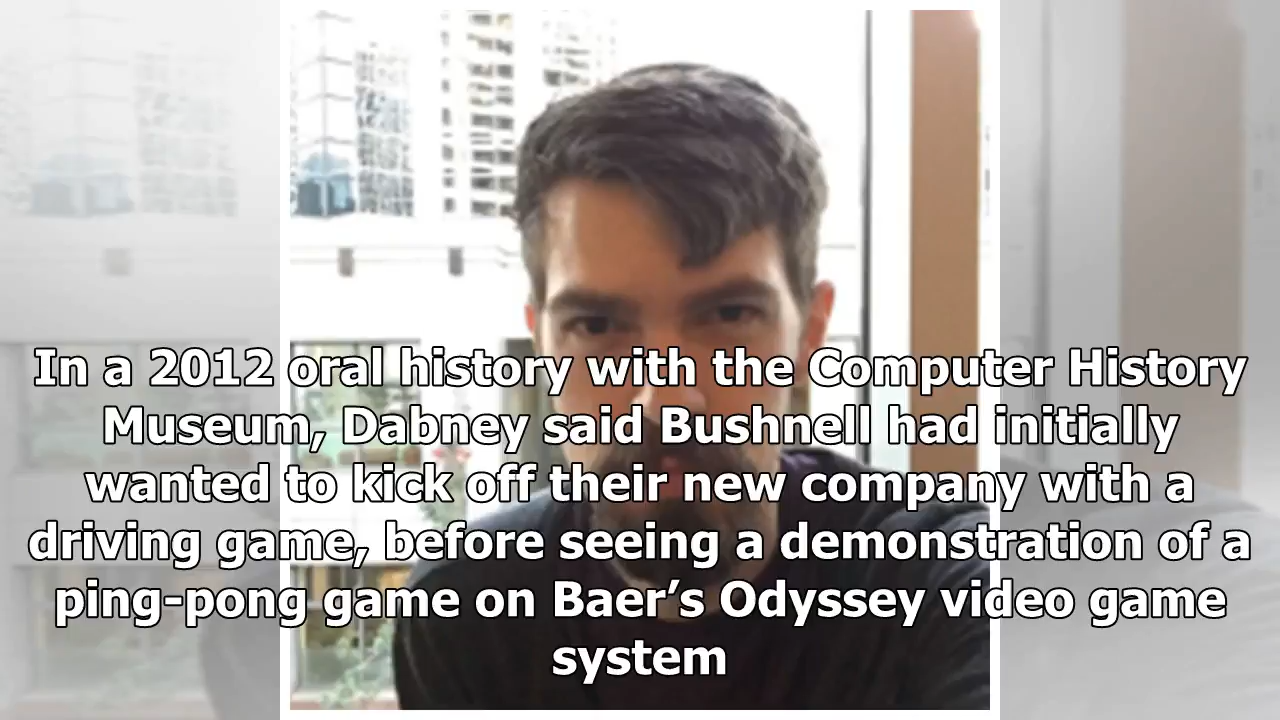 In a 2012 oral history with the Computer History
Museum, Dabney said Bushnell had initially
wanted to kick off their new company with a
driving game, before seeing a demonstration of a
ping-pong game on Baer’s Odyssey video game
system